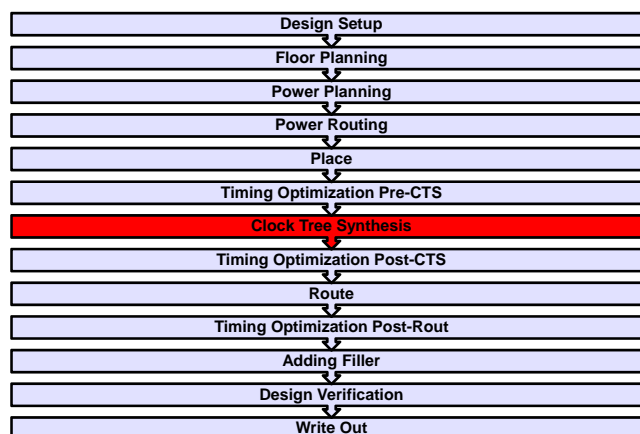 Design Setup
Floor Planning
Power Planning
Power Routing
Place
Timing Optimization Pre-CTS
Clock Tree Synthesis
Timing Optimization Post-CTS
Route
Timing Optimization Post-Rout
Adding Filler
Design Verification
Write Out